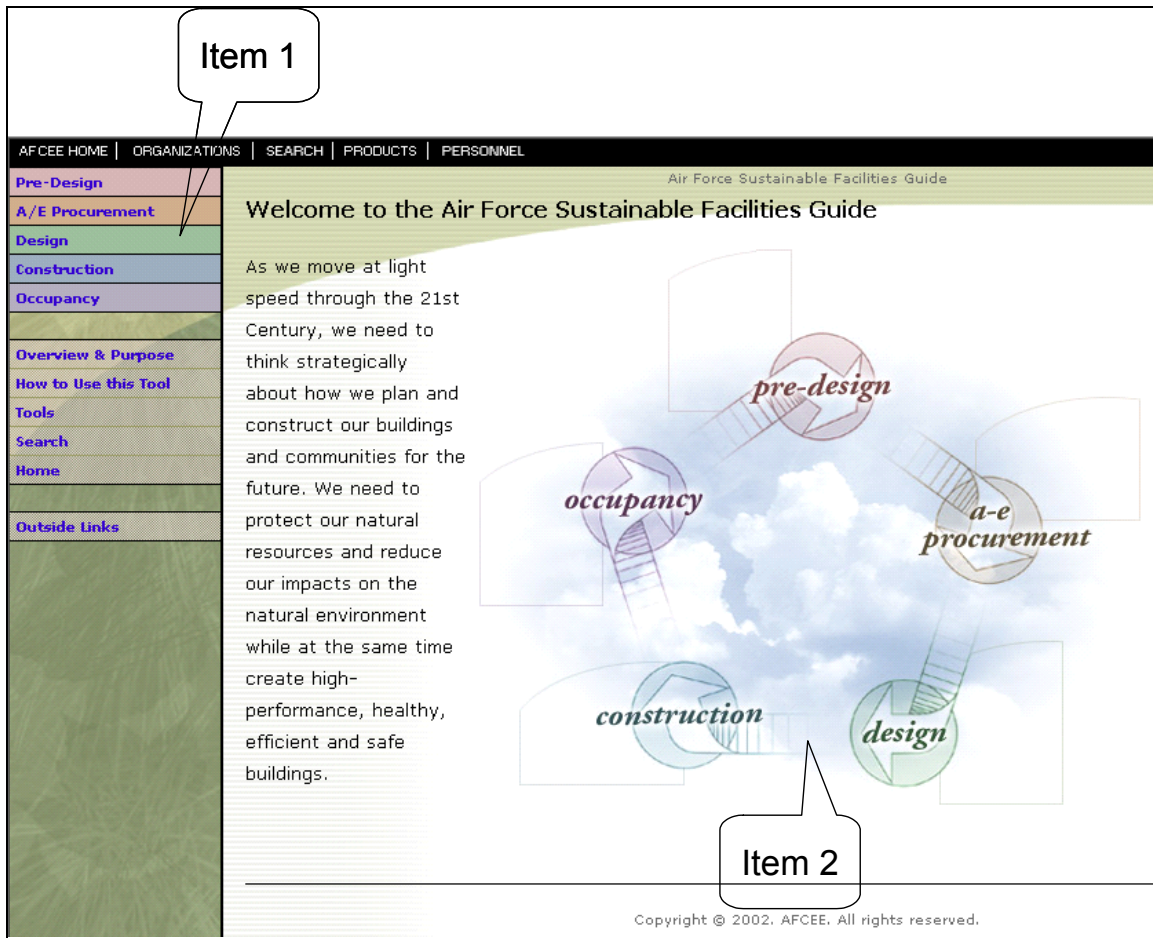 Item 1
AFCEE HOME | ORGANIZATIONS | SEARCH | PRODUCTS | PERSONNEL
Pre-Design
A/E Procurement
Design
Construction
Occupancy
Overview & Purpose
How to Use this Tool
Tools
Search
Home
Outside Links
Air Force Sustainable Facilities Guide
Welcome to the Air Force Sustainable Facilities Guide
As we move at light
speed through the 21st
Century, we need to
think strategically
about how we plan and
construct our buildings
and communities for the
future. We need to
protect our natural
resources and reduce
our impacts on the
natural environment
while at the same time
create high-
performance, healthy,
efficient and safe
buildings.
pre-design
occupancy
a-e
procurement
construction
design
Item 2
Copyright © 2002. AFCEE. All rights reserved.